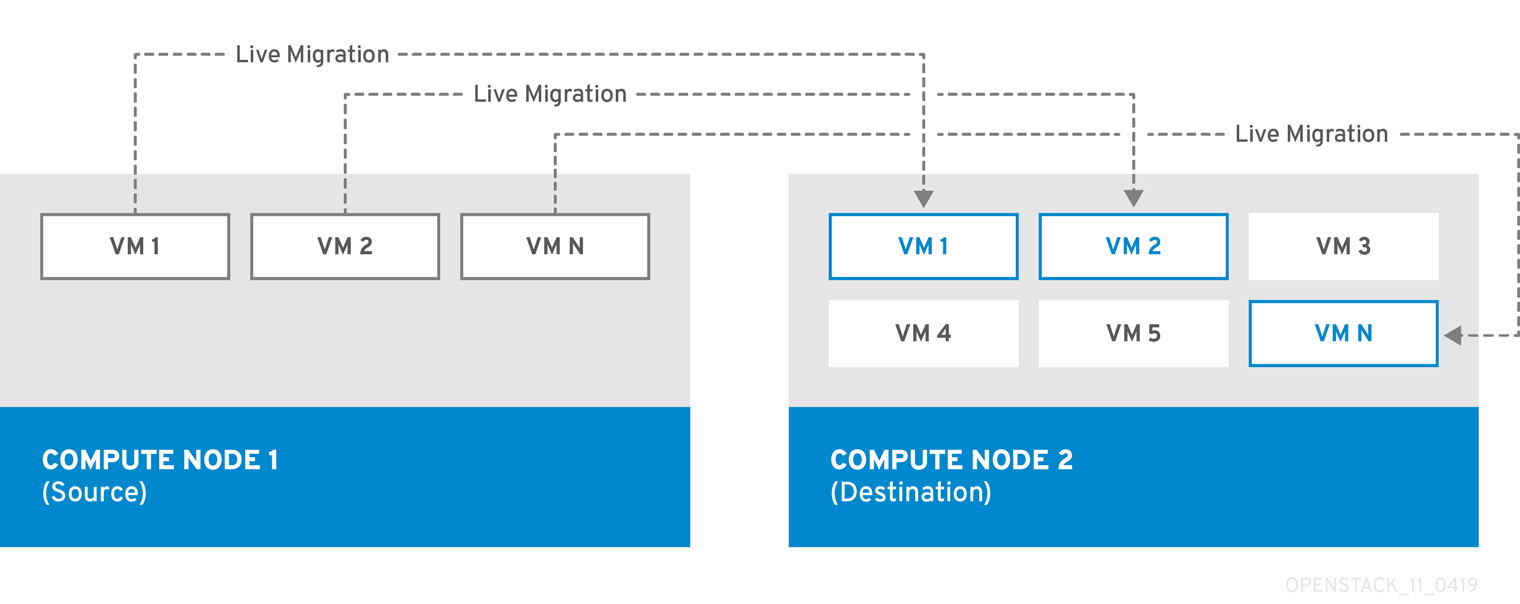 Live Migration
Live Migration
Live Migration
VM 1
VM 2
VM N
VM 1
VM 2
VM 3
VM 4
VM 5
VM N
COMPUTE NODE 1
(Source)
COMPUTE NODE 2
(Destination)
OPENSTACK_11_0419